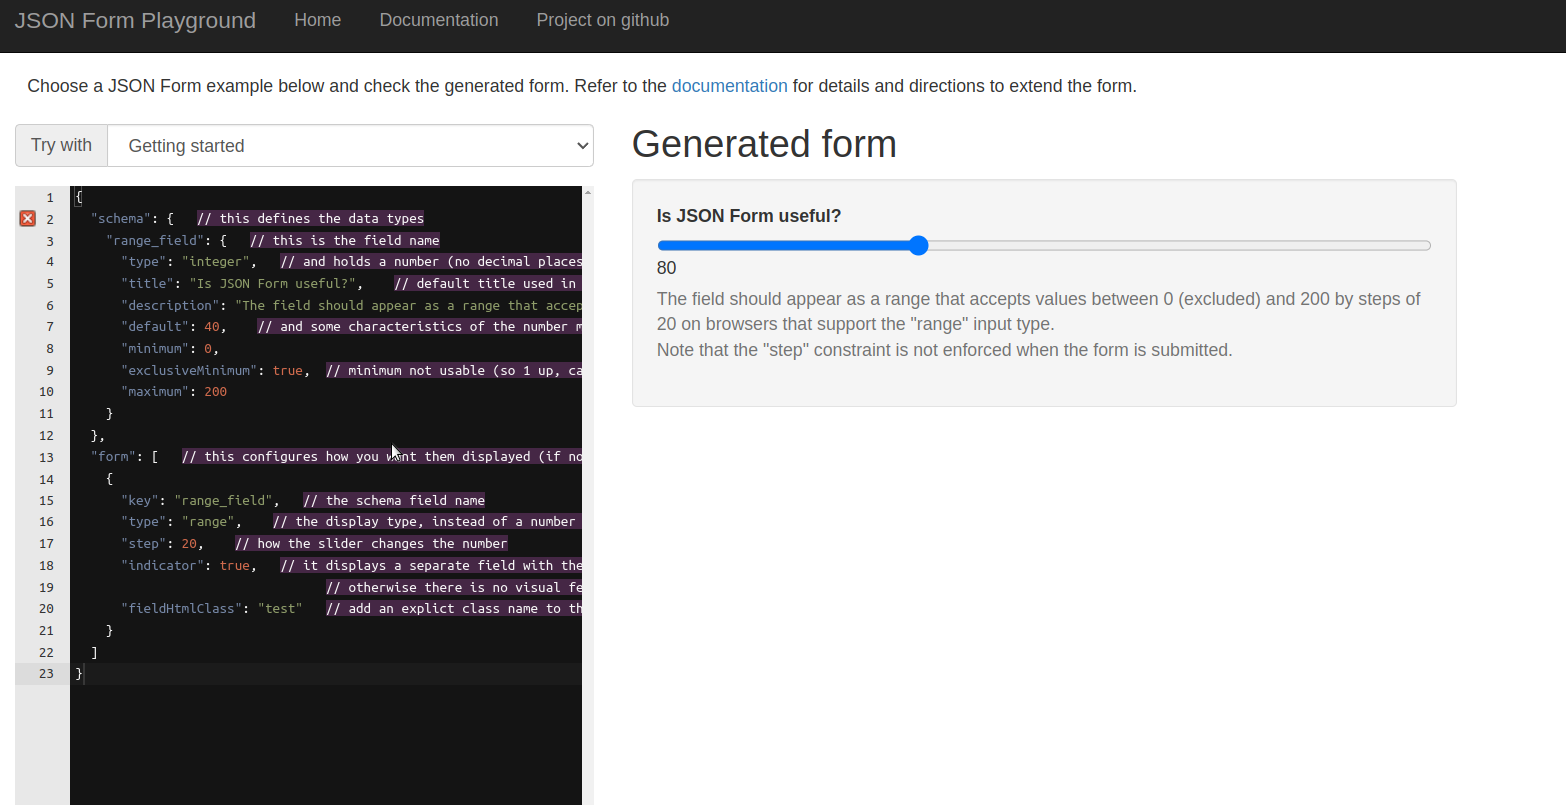 JSON Form Playground Home Documentation Project on github
Choose a JSON Form example below and check the generated form. Refer to the documentation for details and directions to extend the form.
Try with Getting started
1 {
2 "schema": { // this defines the data types
3 "range_field": { // this is the field name
4 "type": "integer", // and holds a number (no decimal places
5 "title": "Is JSON Form useful?", // default title used in
6 "description": "The field should appear as a range that accep
7 "default": 40, // and some characteristics of the number m
8 "minimum": 0,
9 "exclusiveMinimum": true, // minimum not usable (so 1 up, ca
10 "maximum": 200
11 }
12 },
13 "form": [ // this configures how you want them displayed (if no
14 {
15 "key": "range_field", // the schema field name
16 "type": "range", // the display type, instead of a number
17 "step": 20, // how the slider changes the number
18 "indicator": true, // it displays a separate field with the
19 // otherwise there is no visual fe
20 "fieldHtmlClass": "test" // add an explict class name to th
21 }
22 ]
23 }
Generated form
Is JSON Form useful?
80
The field should appear as a range that accepts values between 0 (excluded) and 200 by steps of
20 on browsers that support the "range" input type.
Note that the "step" constraint is not enforced when the form is submitted.